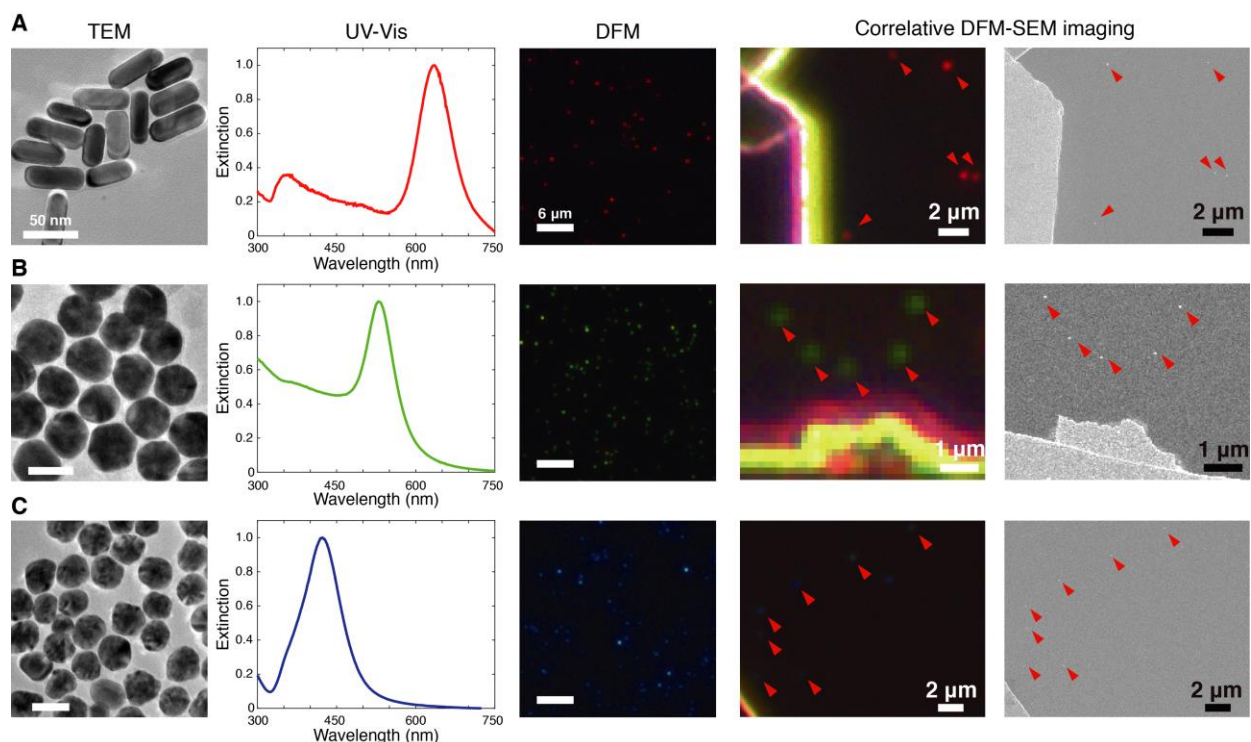 A
TEM
UV-Vis
DFM
Correlative DFM-SEM imaging
50 nm
Extinction
1.0
0.8
0.6
0.4
0.2
0
300
450
600
750
Wavelength (nm)
6 µm
2 µm
2 µm
B
Extinction
1.0
0.8
0.6
0.4
0.2
0
300
450
600
750
Wavelength (nm)
1 µm
1 µm
C
Extinction
1.0
0.8
0.6
0.4
0.2
0
300
450
600
750
Wavelength (nm)
2 µm
2 µm